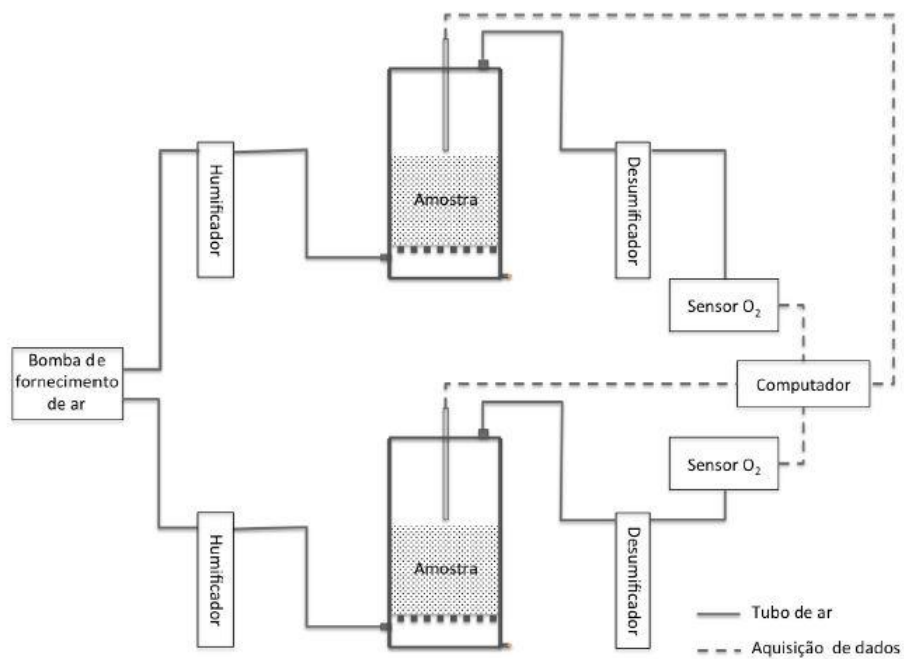 Humificador
Amostra
Desumificador
Sensor O₂
Bomba de
fornecimento
de ar
Computador
Sensor O₂
Humificador
Amostra
Desumificador
Tubo de ar
Aquisição de dados